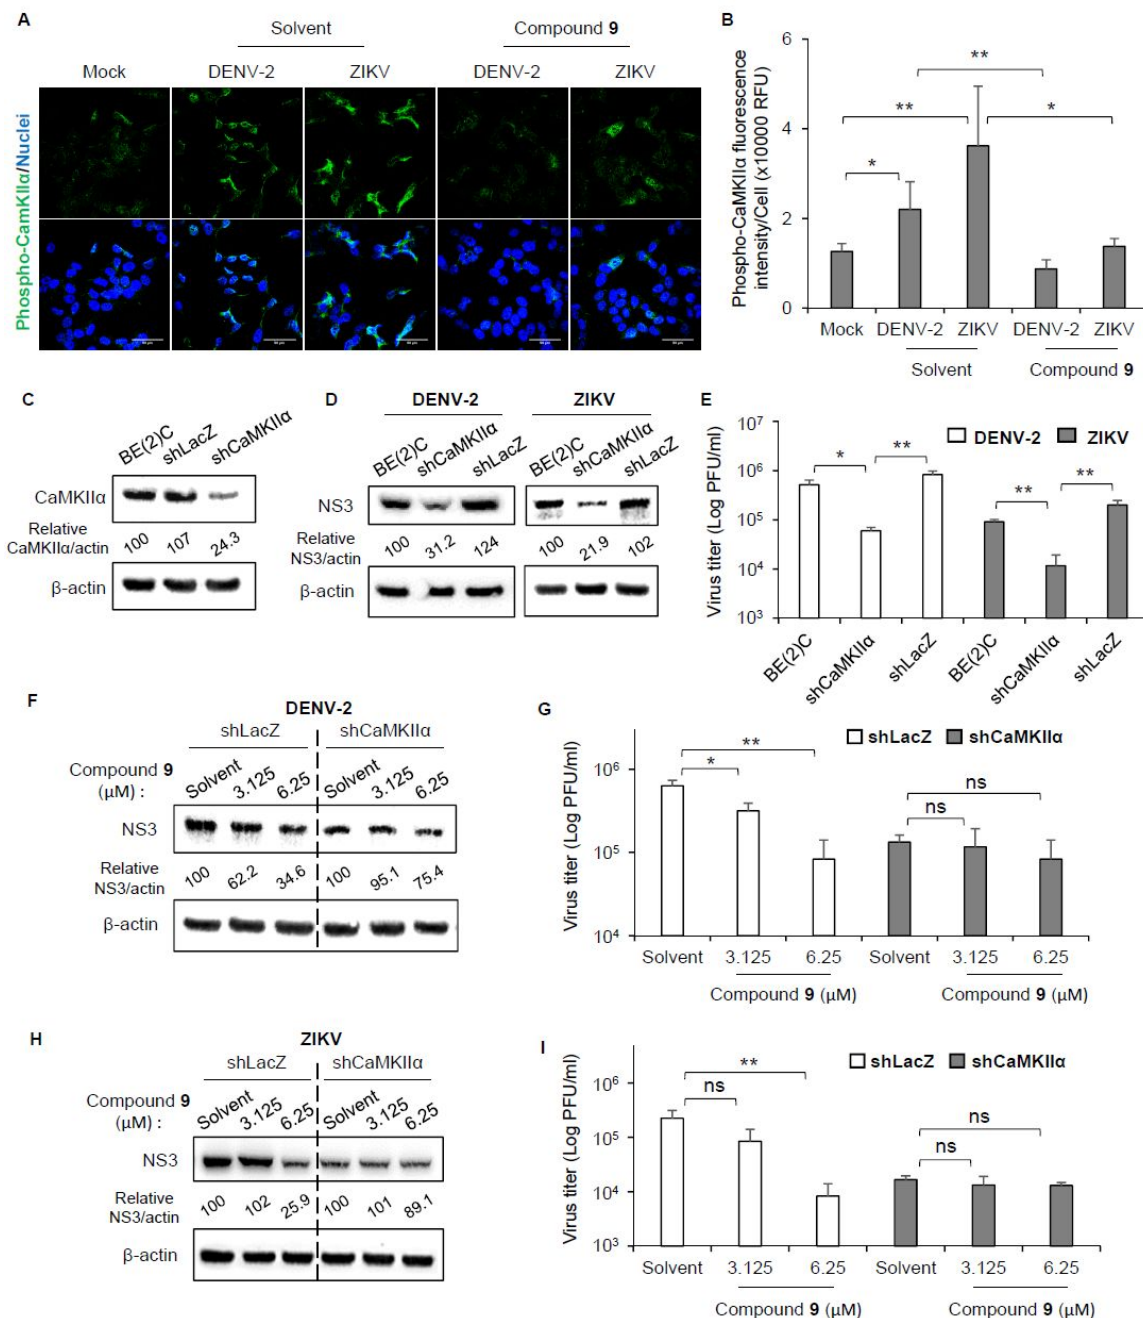 A
Solvent
Compound 9
Mock
DENV-2
ZIKV
DENV-2
ZIKV
Phospho-CamKIIα/Nuclei
B
Phospho-CaMKIIα fluorescence
intensity/Cell (x10000 RFU)
6
4
2
0
**
**
*
*
Mock
DENV-2
ZIKV
DENV-2
ZIKV
Solvent
Compound 9
C
BE(2)C
shLacZ
shCaMKIIα
CaMKIIα
Relative
CaMKIIα/actin
100
107
24.3
β-actin
D
DENV-2
ZIKV
BE(2)C
shCaMKIIα
shLacZ
BE(2)C
shCaMKIIα
shLacZ
NS3
Relative
NS3/actin
100
31.2
124
100
21.9
102
β-actin
E
Virus titer (Log PFU/ml)
10⁷
10⁶
10⁵
10⁴
10³
DENV-2
ZIKV
*
**
**
**
BE(2)C
shCaMKIIα
shLacZ
BE(2)C
shCaMKIIα
shLacZ
F
DENV-2
shLacZ
shCaMKIIα
Compound 9
(μM) :
Solvent
3.125
6.25
Solvent
3.125
6.25
NS3
Relative
NS3/actin
100
62.2
34.6
100
95.1
75.4
β-actin
G
Virus titer (Log PFU/ml)
10⁶
10⁵
10⁴
shLacZ
shCaMKIIα
**
*
ns
ns
Solvent
3.125
6.25
Solvent
3.125
6.25
Compound 9 (μM)
Compound 9 (μM)
H
ZIKV
shLacZ
shCaMKIIα
Compound 9
(μM) :
Solvent
3.125
6.25
Solvent
3.125
6.25
NS3
Relative
NS3/actin
100
102
25.9
100
101
89.1
β-actin
I
Virus titer (Log PFU/ml)
10⁶
10⁵
10⁴
10³
shLacZ
shCaMKIIα
**
ns
ns
ns
Solvent
3.125
6.25
Solvent
3.125
6.25
Compound 9 (μM)
Compound 9 (μM)